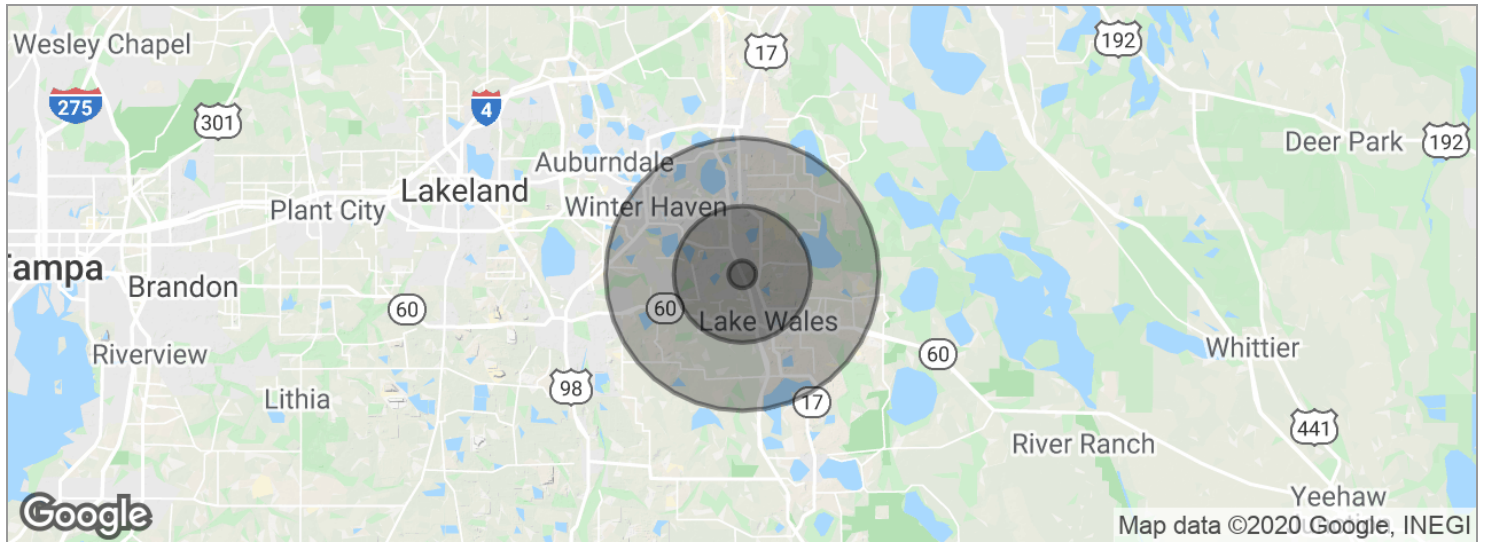 Wesley Chapel
17
192
275
4
301
Deer Park
192
Auburndale
Lakeland
Plant City
Winter Haven
Tampa
Brandon
60
60
Lake Wales
Riverview
Whittier
60
98
Lithia
17
441
River Ranch
Yeehaw
Google
Map data ©2020 Google, INEGI